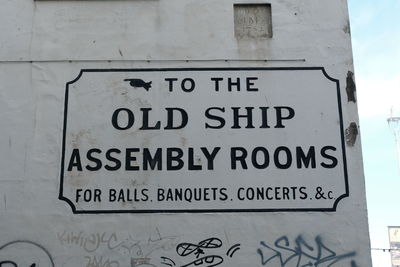 TO THE
OLD SHIP
ASSEMBLY ROOMS
FOR BALLS. BANQUETS. CONCERTS. &c.